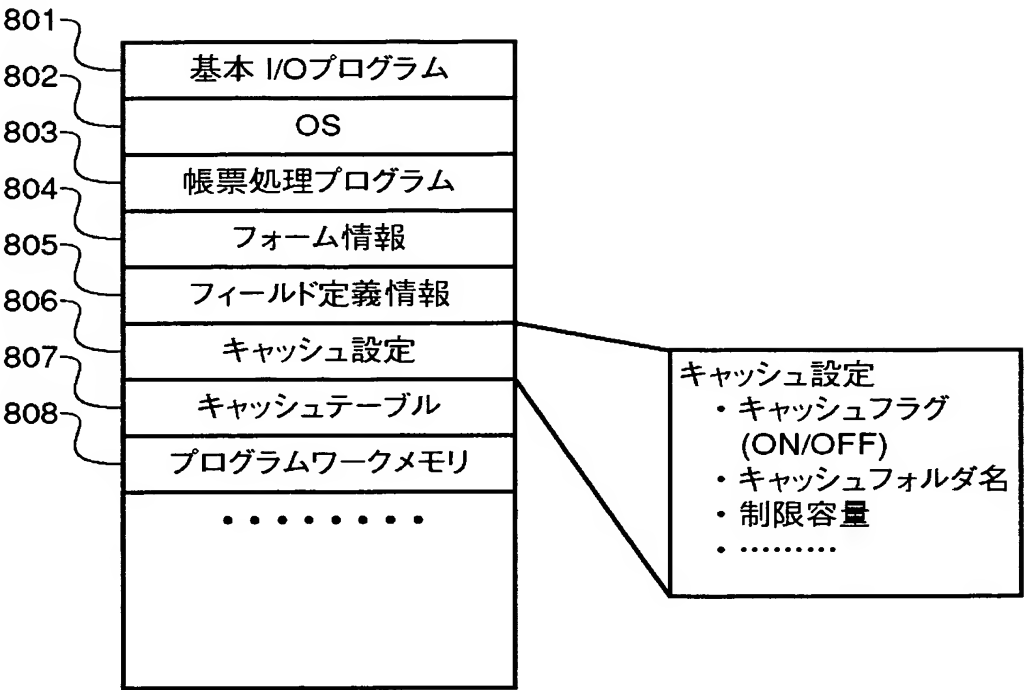 801
基本 I/Oプログラム
802
OS
803
帳票処理プログラム
804
フォーム情報
805
フィールド定義情報
806
キャッシュ設定
807
キャッシュテーブル
808
プログラムワークメモリ
・・・・・・・・
キャッシュ設定
・キャッシュフラグ
(ON/OFF)
・キャッシュフォルダ名
・制限容量
・………